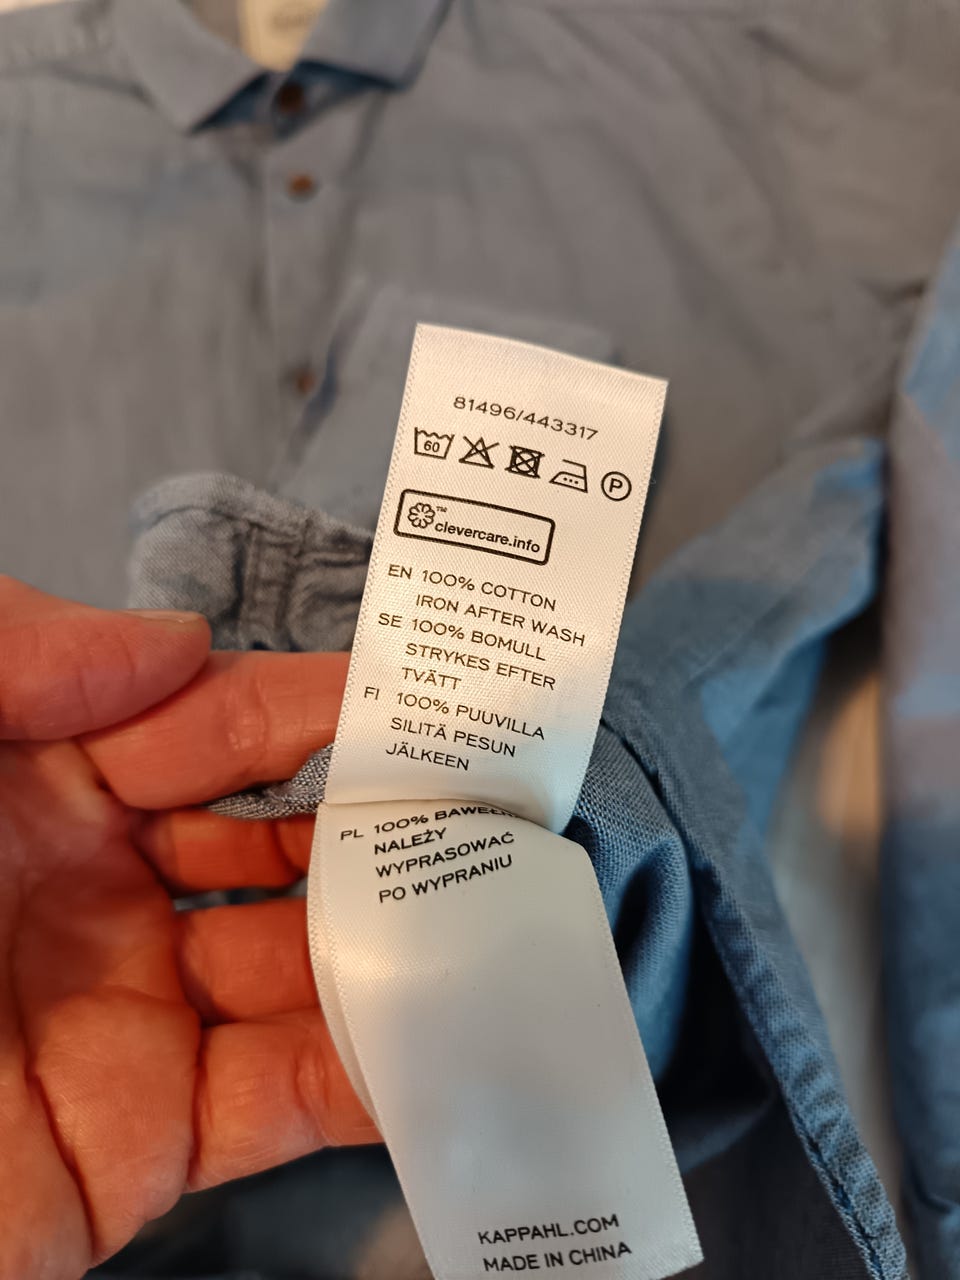 81496/443317
60
P
clevercare.info
EN 100% COTTON
IRON AFTER WASH
SE 100% BOMULL
STRYKES EFTER
TVÄTT
FI 100% PUUVILLA
SILITÄ PESUN
JÄLKEEN
PL 100%
NALEŻY
WYPRASOWAĆ
PO WYPRANIU
KAPPAHL.COM
MADE IN CHINA